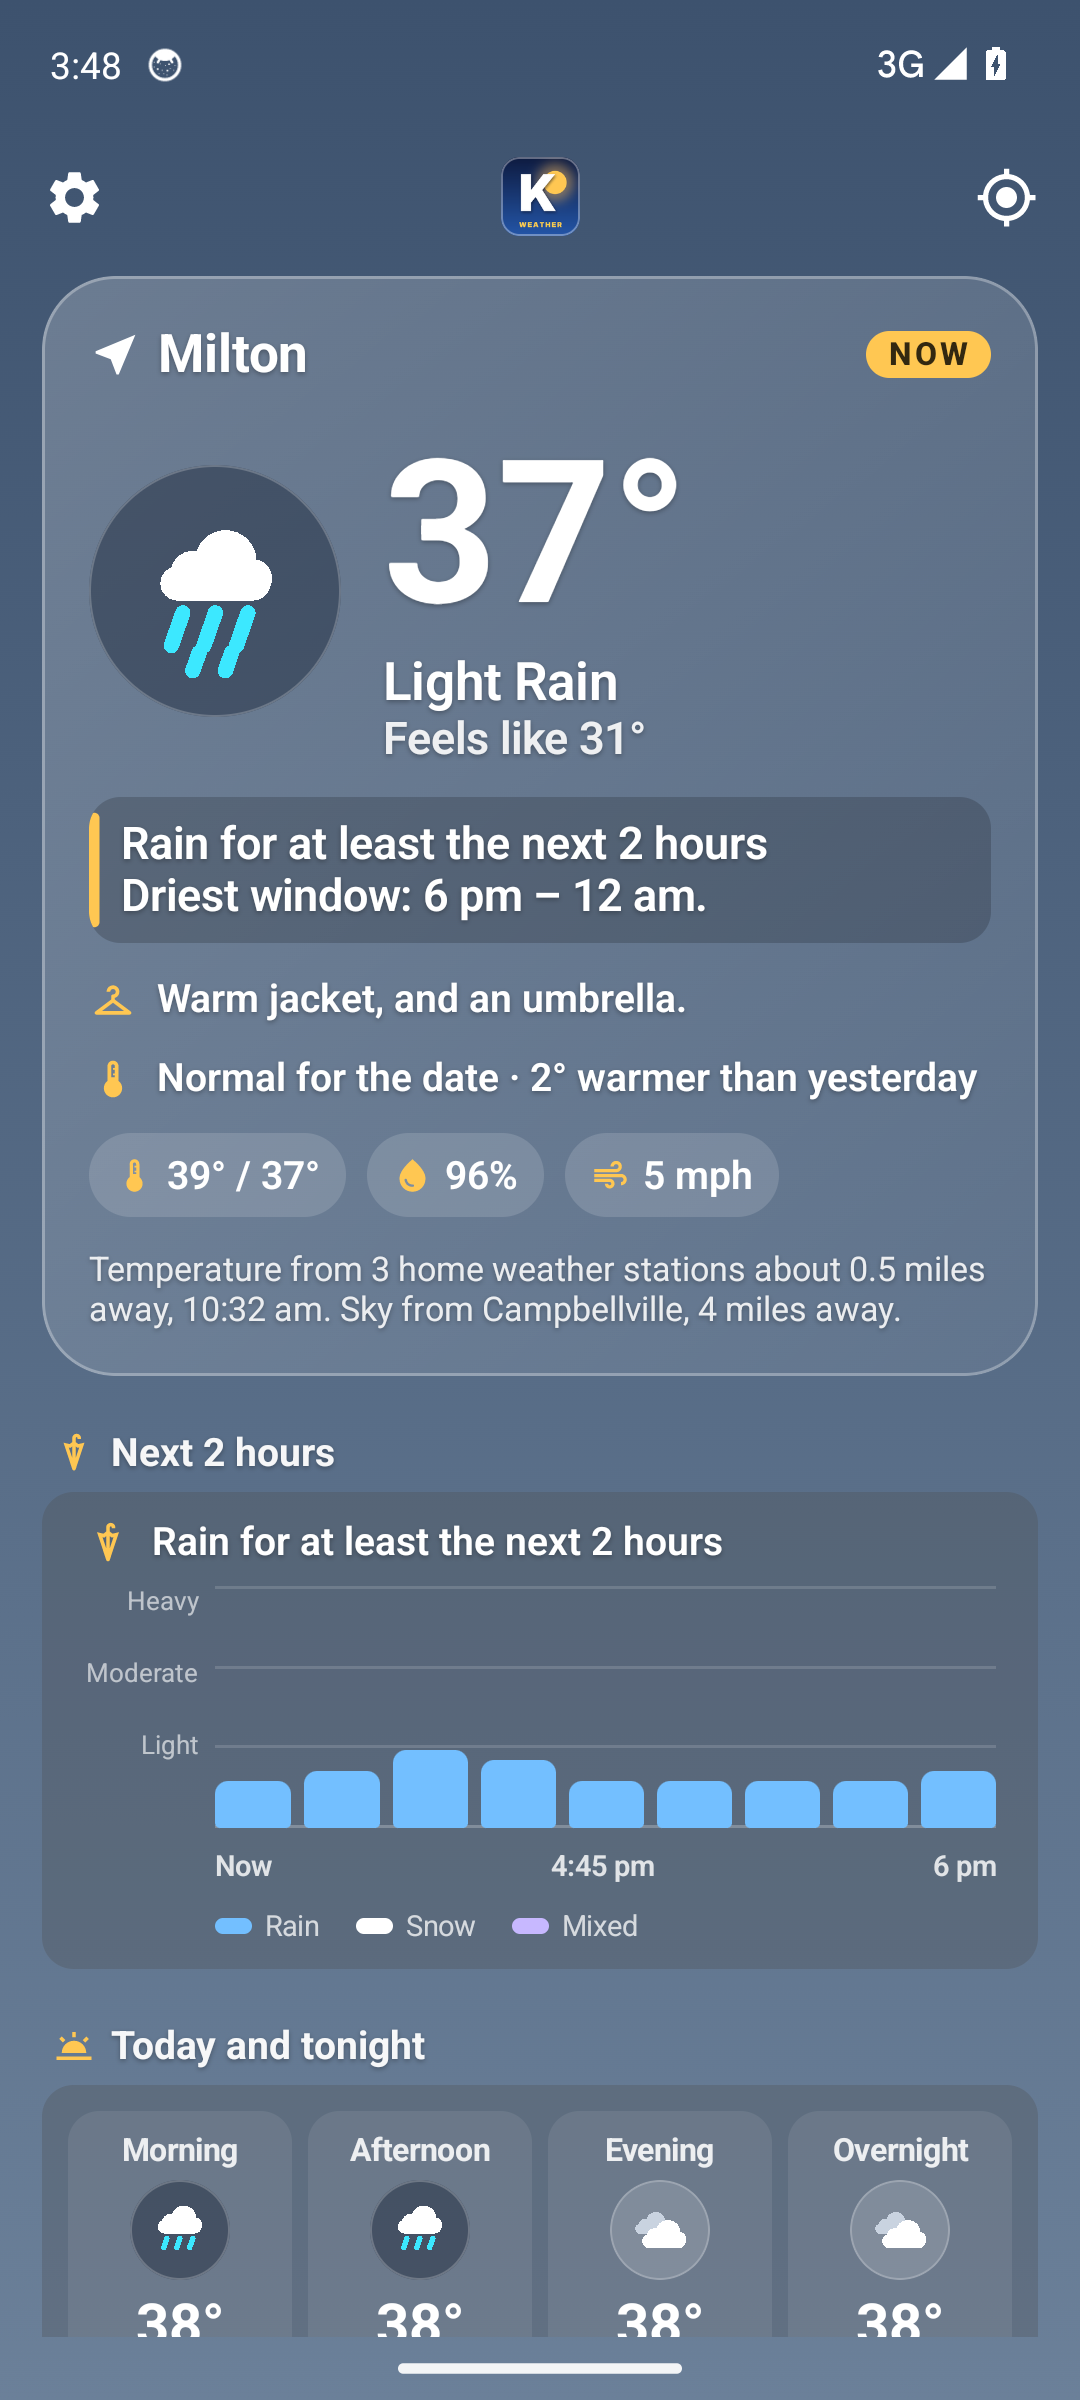 3:48
3G
K
WEATHER
Milton
NOW
37°
Light Rain
Feels like 31°
Rain for at least the next 2 hours
Driest window: 6 pm – 12 am.
Warm jacket, and an umbrella.
Normal for the date · 2° warmer than yesterday
39° / 37°
96%
5 mph
Temperature from 3 home weather stations about 0.5 miles
away, 10:32 am. Sky from Campbellville, 4 miles away.
Next 2 hours
Rain for at least the next 2 hours
Heavy
Moderate
Light
Now 4:45 pm 6 pm
Rain Snow Mixed
Today and tonight
Morning Afternoon Evening Overnight
38° 38° 38° 38°